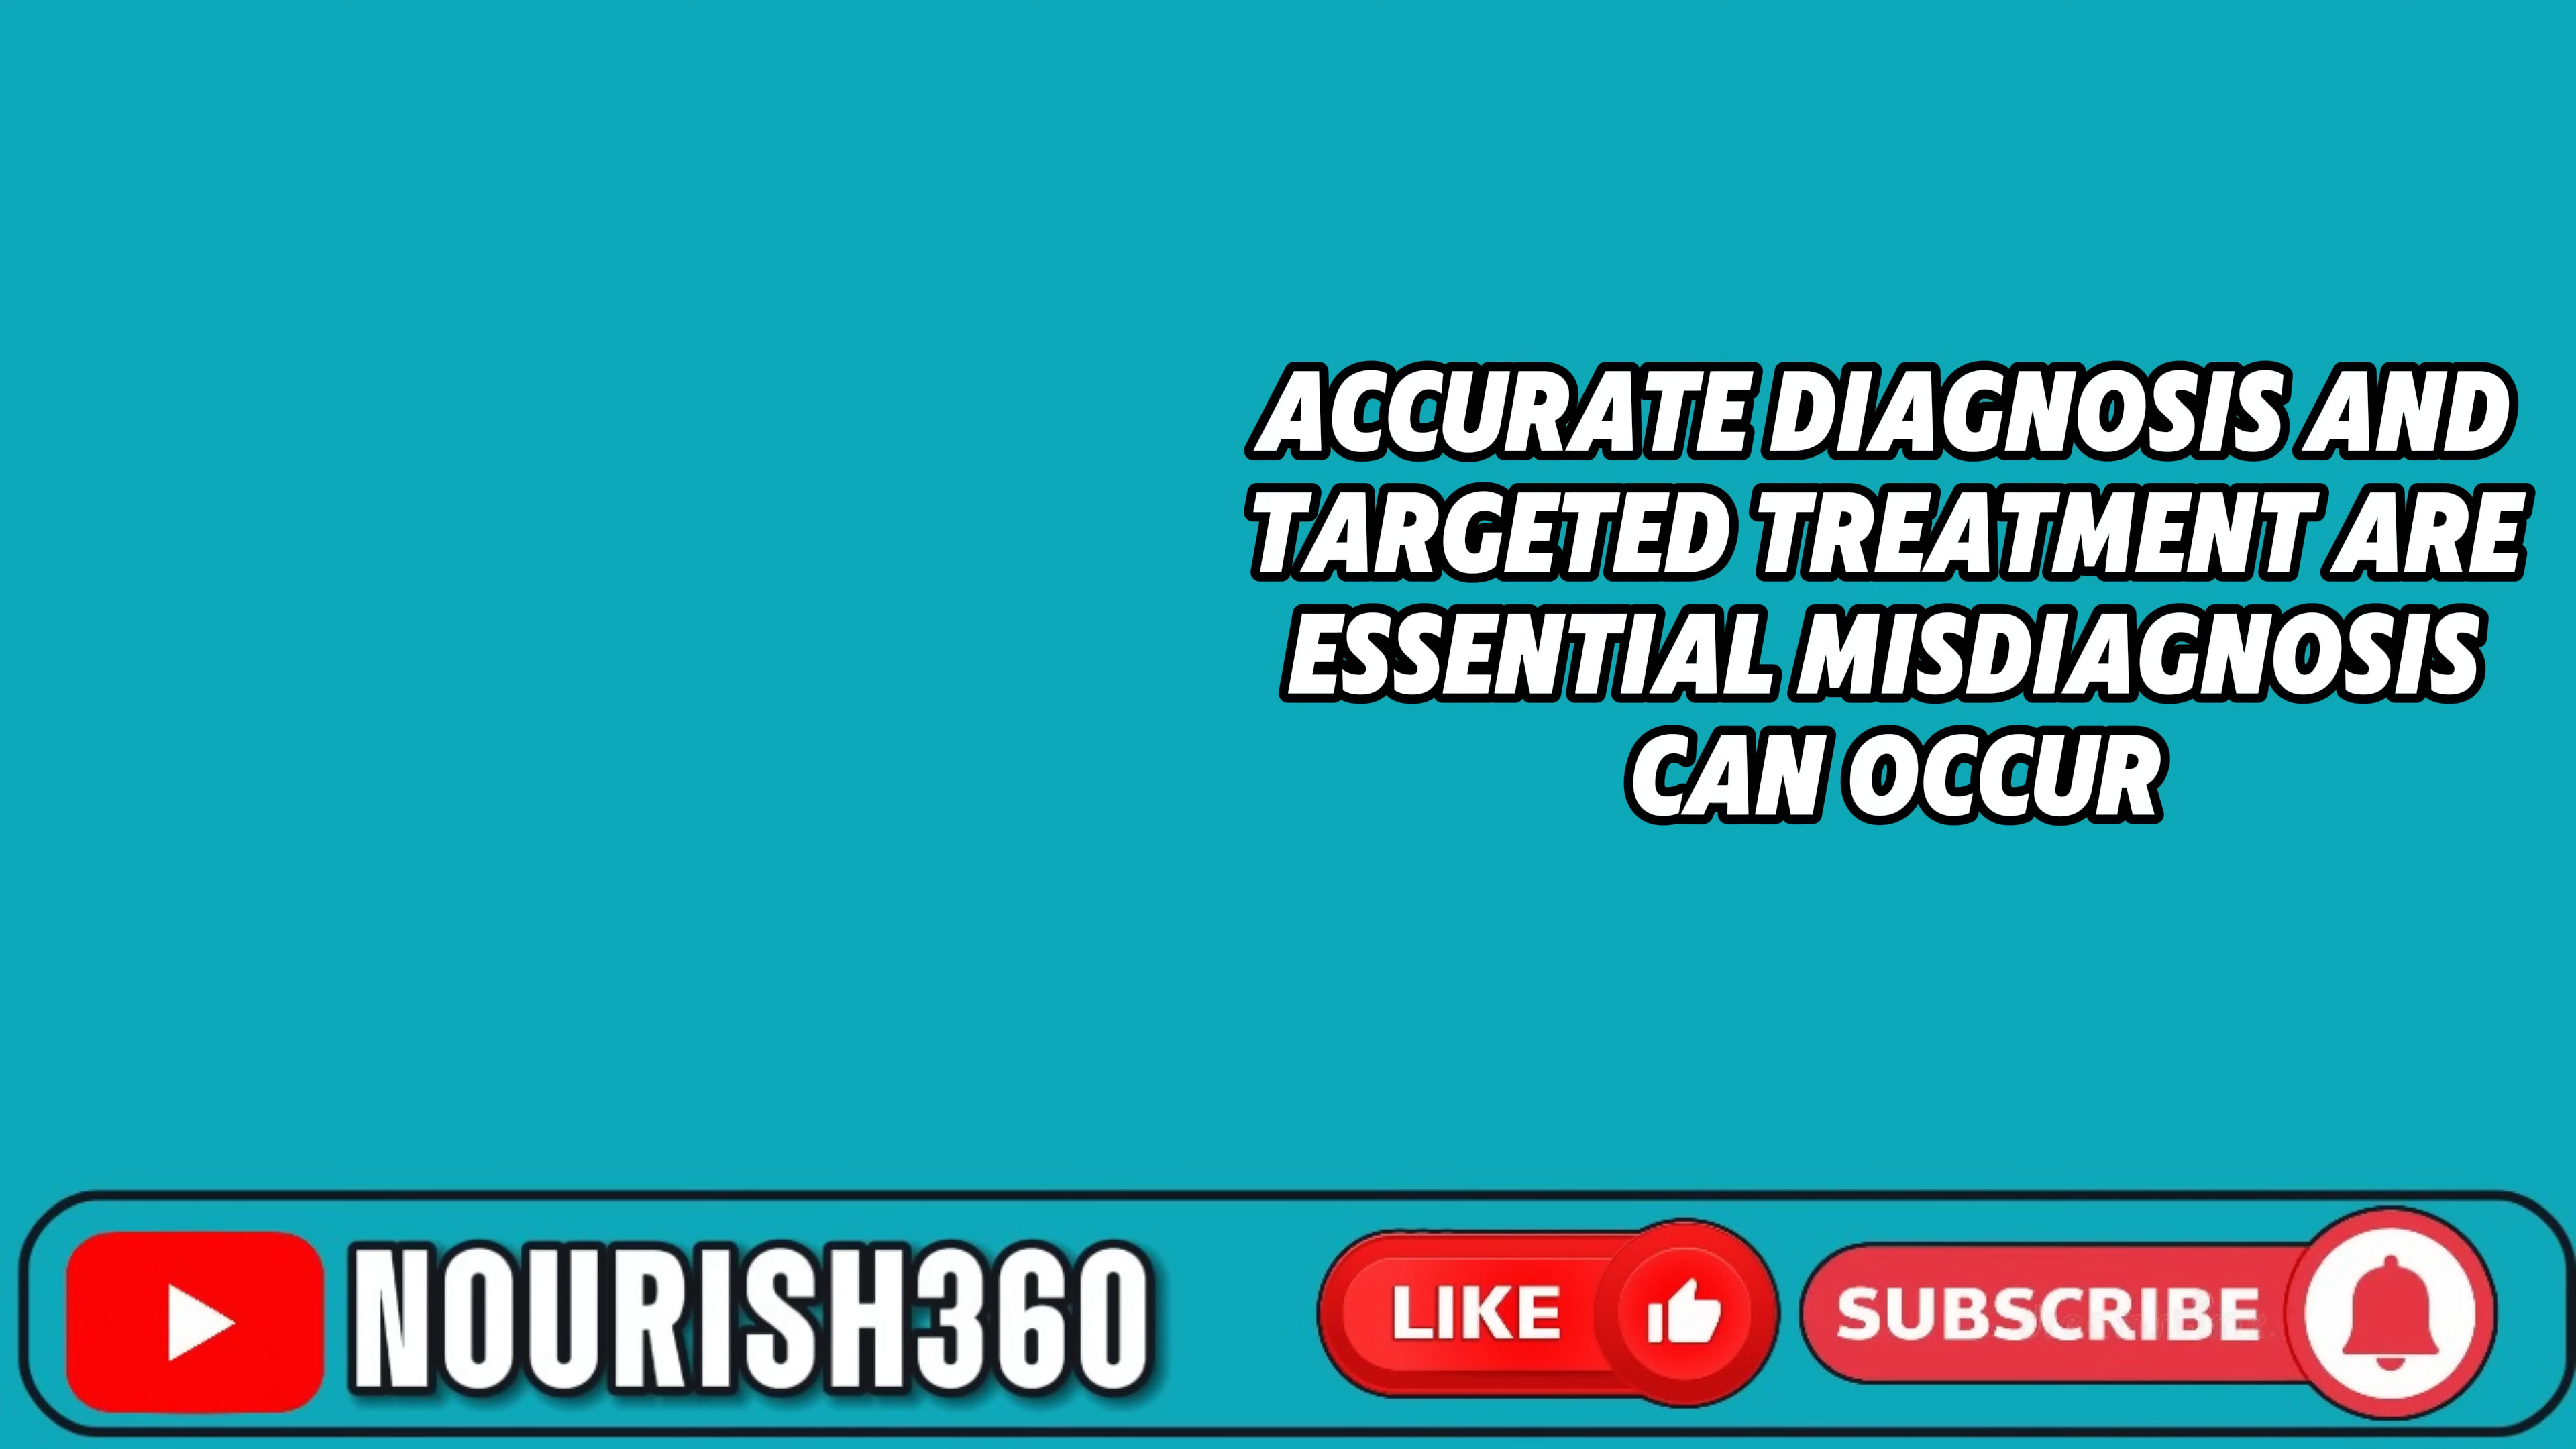 ACCURATE DIAGNOSIS AND
TARGETED TREATMENT ARE
ESSENTIAL MISDIAGNOSIS
CAN OCCUR
NOURISH360
LIKE
SUBSCRIBE